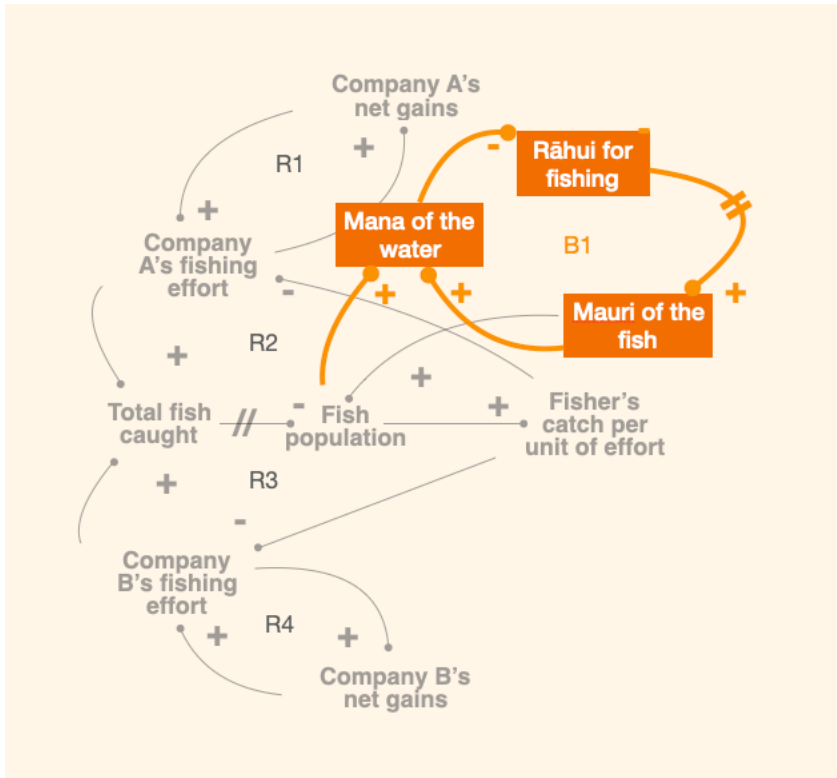 Company A's
net gains
+
R1
-
Rāhui for
fishing
+
Mana of the
water
Company
A's fishing
effort
B1
-
+
+
+
Mauri of the
fish
R2
+
+
Total fish
caught
//
-
Fish
population
+
Fisher's
catch per
unit of effort
+
R3
-
Company
B's fishing
effort
R4
+
+
Company B's
net gains